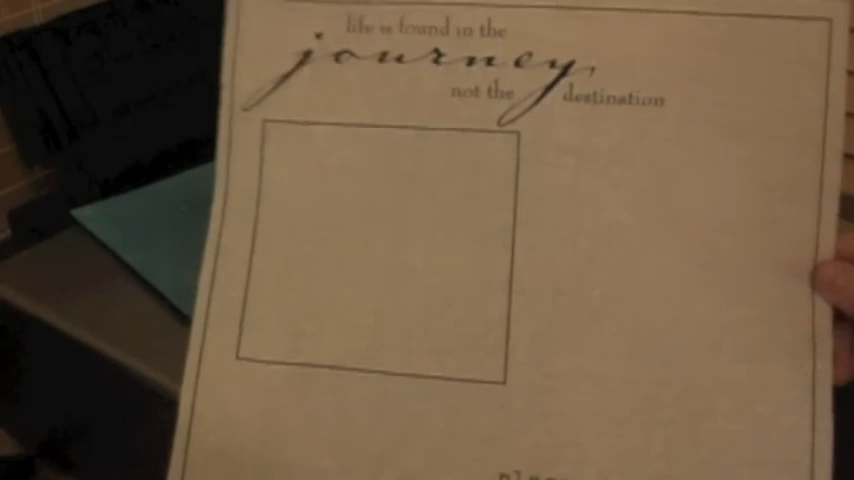 life is found in the
journey
not the destination